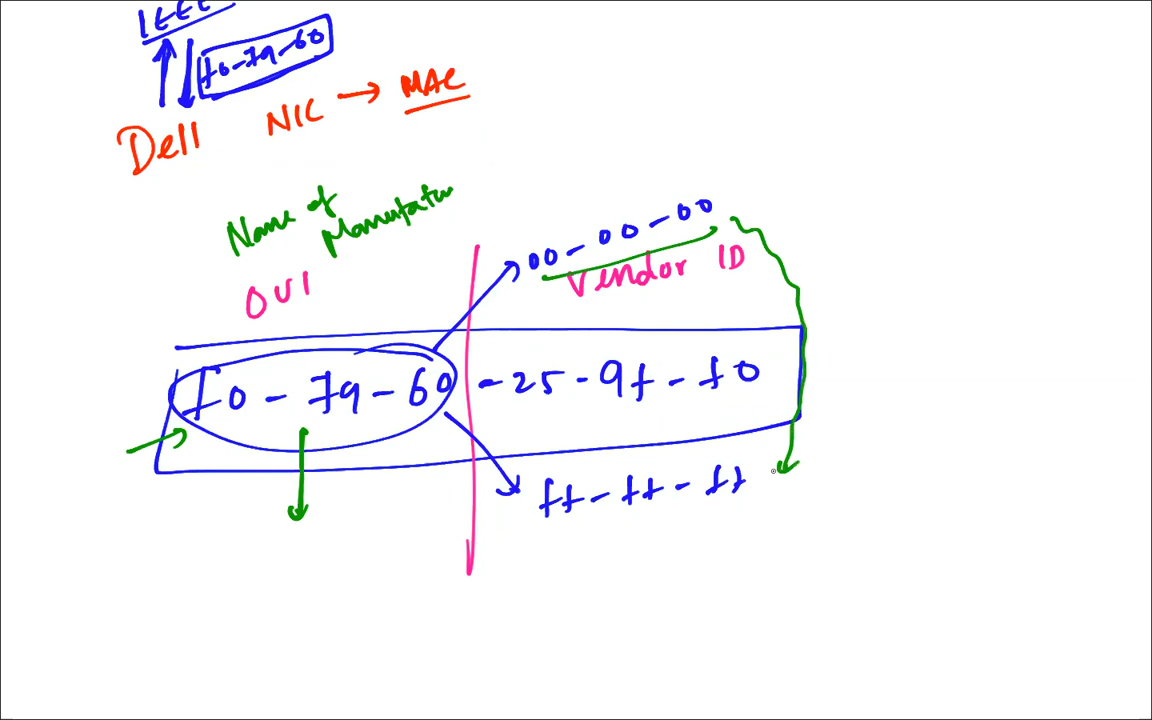 IEEE
f0-79-60
Dell NIC → MAC
Name of
Manufatu
00-00-00
OUI Vendor ID
f0-79-60-25-9f-f0
ff-ff-ff